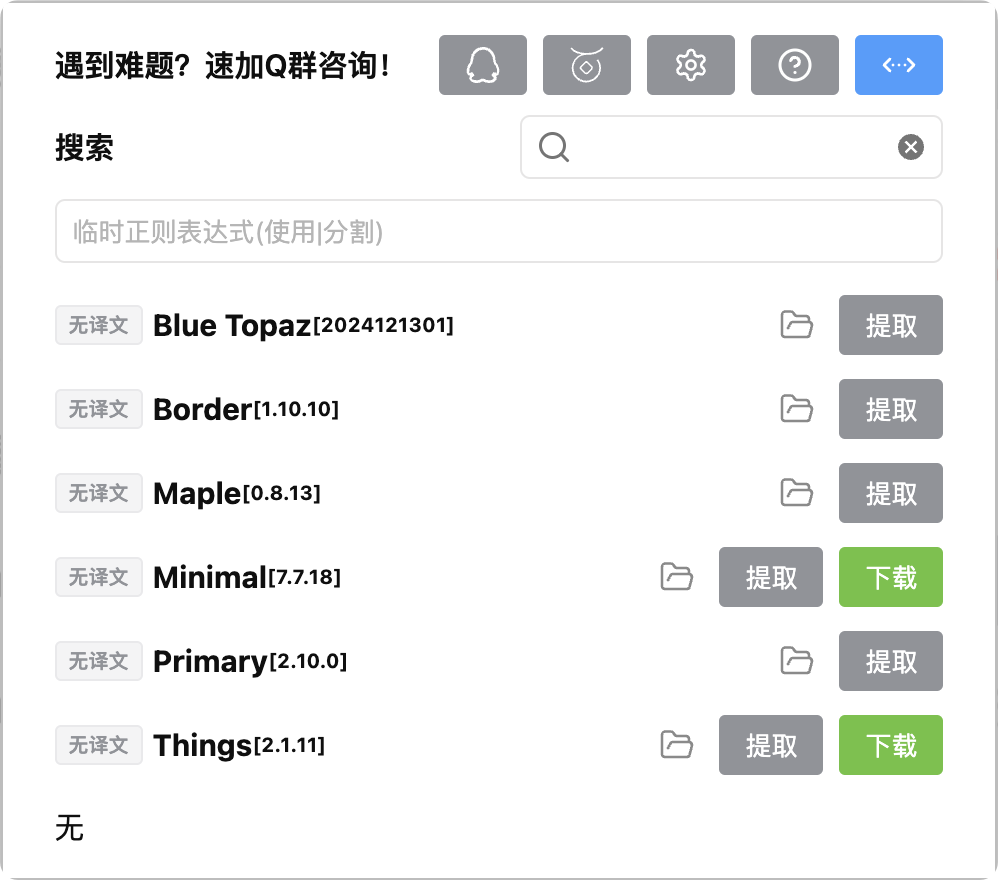 遇到难题？速加Q群咨询！
搜索
临时正则表达式(使用|分割)
无译文 Blue Topaz[2024121301] 提取
无译文 Border[1.10.10] 提取
无译文 Maple[0.8.13] 提取
无译文 Minimal[7.7.18] 提取 下载
无译文 Primary[2.10.0] 提取
无译文 Things[2.1.11] 提取 下载
无